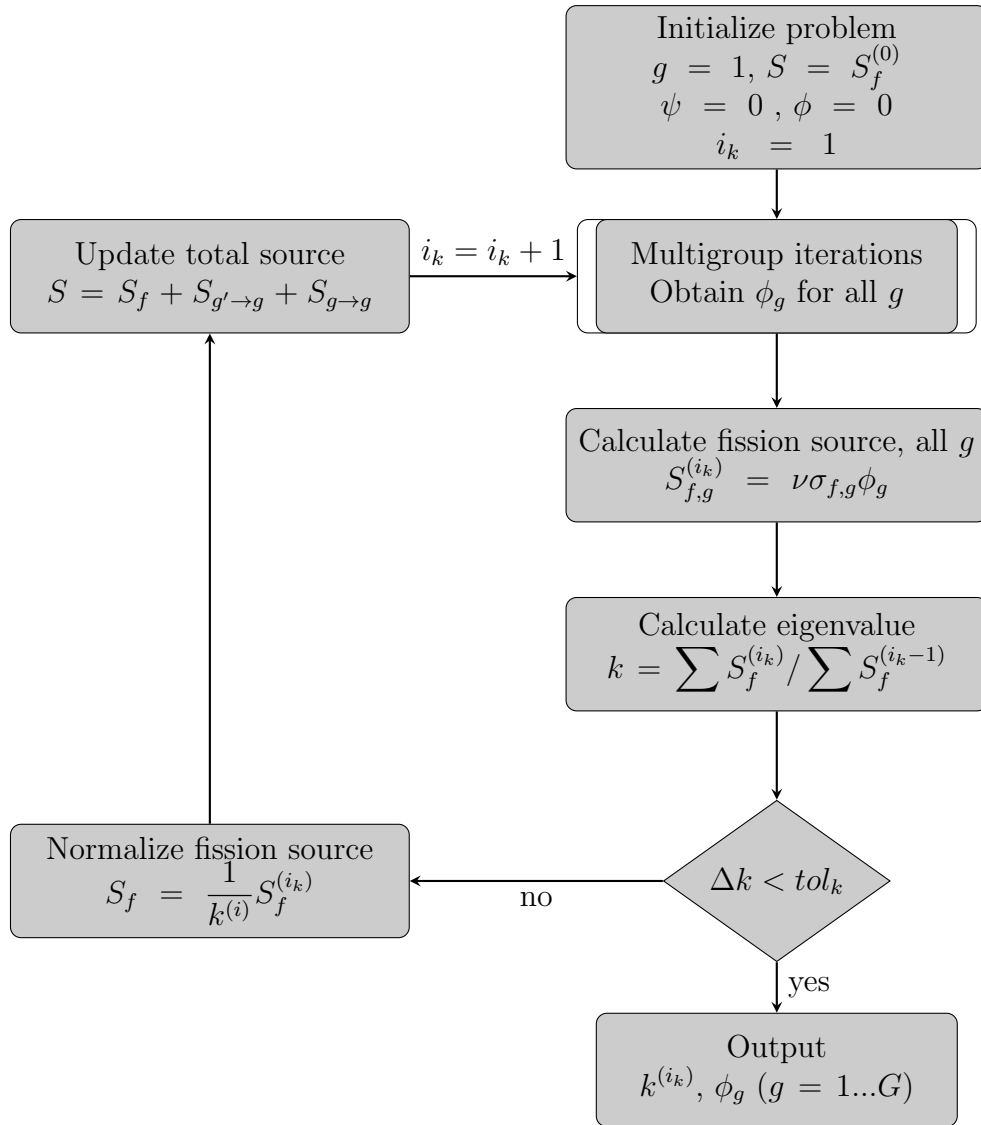 Initialize problem
g = 1, S = S_f^{(0)}
ψ = 0 , ϕ = 0
i_k = 1
Update total source
S = S_f + S_{g′→g} + S_{g→g}
i_k = i_k + 1
Multigroup iterations
Obtain ϕ_g for all g
Calculate fission source, all g
S_{f,g}^{(i_k)} = νσ_{f,g}ϕ_g
Calculate eigenvalue
k = ∑ S_f^{(i_k)} / ∑ S_f^{(i_k−1)}
Normalize fission source
S_f = \frac{1}{k^{(i)}} S_f^{(i_k)}
no
Δk < tol_k
yes
Output
k^{(i_k)}, ϕ_g (g = 1...G)